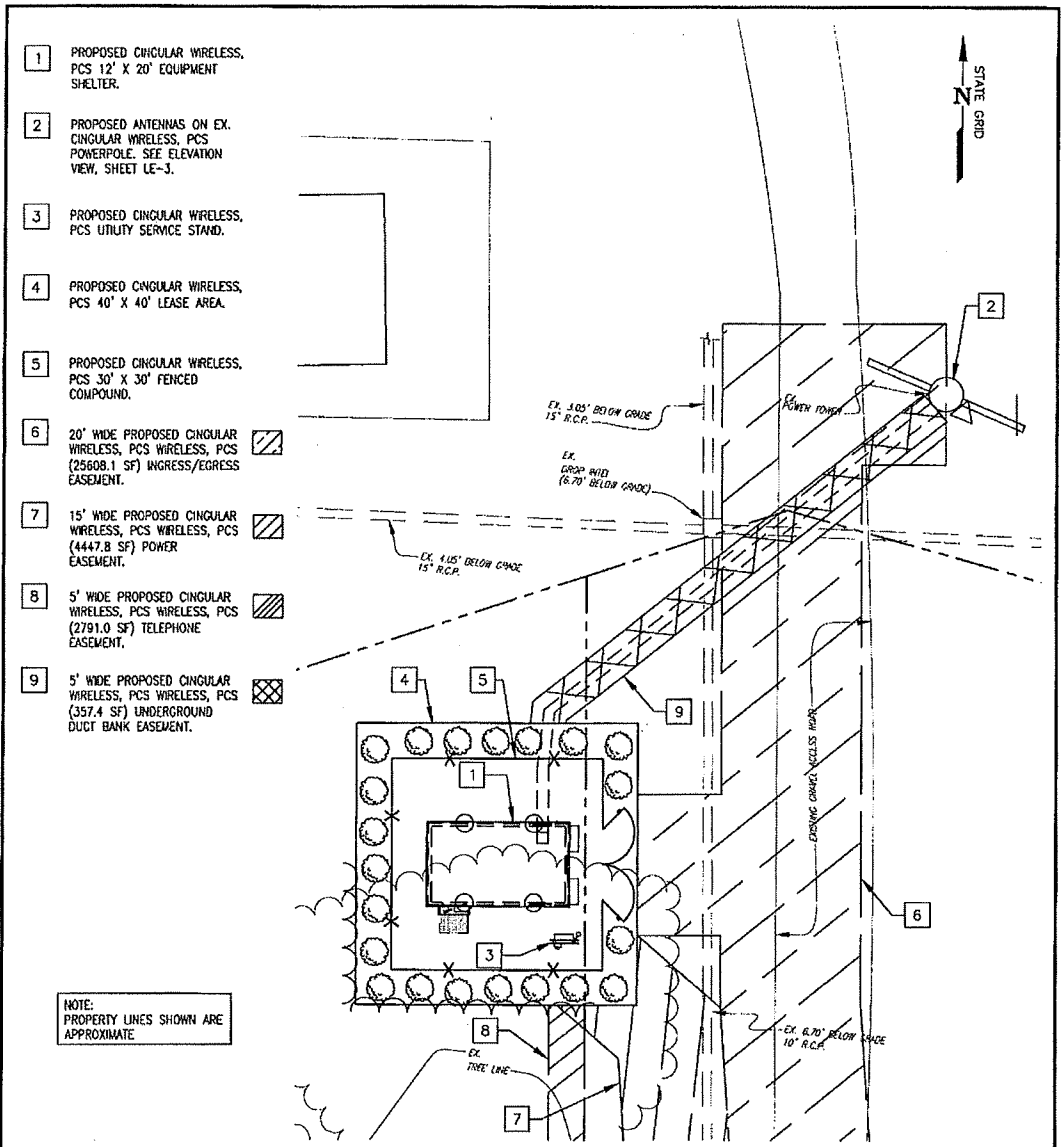 1
PROPOSED CINGULAR WIRELESS,
PCS 12' X 20' EQUIPMENT
SHELTER.
2
PROPOSED ANTENNAS ON EX.
CINGULAR WIRELESS, PCS
POWERPOLE. SEE ELEVATION
VIEW, SHEET LE-3.
3
PROPOSED CINGULAR WIRELESS,
PCS UTILITY SERVICE STAND.
4
PROPOSED CINGULAR WIRELESS,
PCS 40' X 40' LEASE AREA.
5
PROPOSED CINGULAR WIRELESS,
PCS 30' X 30' FENCED
COMPOUND.
6
20' WIDE PROPOSED CINGULAR
WIRELESS, PCS WIRELESS, PCS
(25608.1 SF) INGRESS/EGRESS
EASEMENT.
7
15' WIDE PROPOSED CINGULAR
WIRELESS, PCS WIRELESS, PCS
(4447.8 SF) POWER
EASEMENT.
8
5' WIDE PROPOSED CINGULAR
WIRELESS, PCS WIRELESS, PCS
(2791.0 SF) TELEPHONE
EASEMENT.
9
5' WIDE PROPOSED CINGULAR
WIRELESS, PCS WIRELESS, PCS
(357.4 SF) UNDERGROUND
DUCT BANK EASEMENT.
NOTE:
PROPERTY LINES SHOWN ARE
APPROXIMATE
N
STATE GRID
2
EX.
POWER TOWER
EX. 3.05' BELOW GRADE
15" R.C.P.
EX.
DROP INLET
(6.70' BELOW GRADE)
EX. 4.05' BELOW GRADE
15" R.C.P.
4
5
9
1
EXISTING GRAVEL ACCESS ROAD
6
3
8
EX.
TREE LINE
7
EX. 6.70' BELOW GRADE
10" R.C.P.